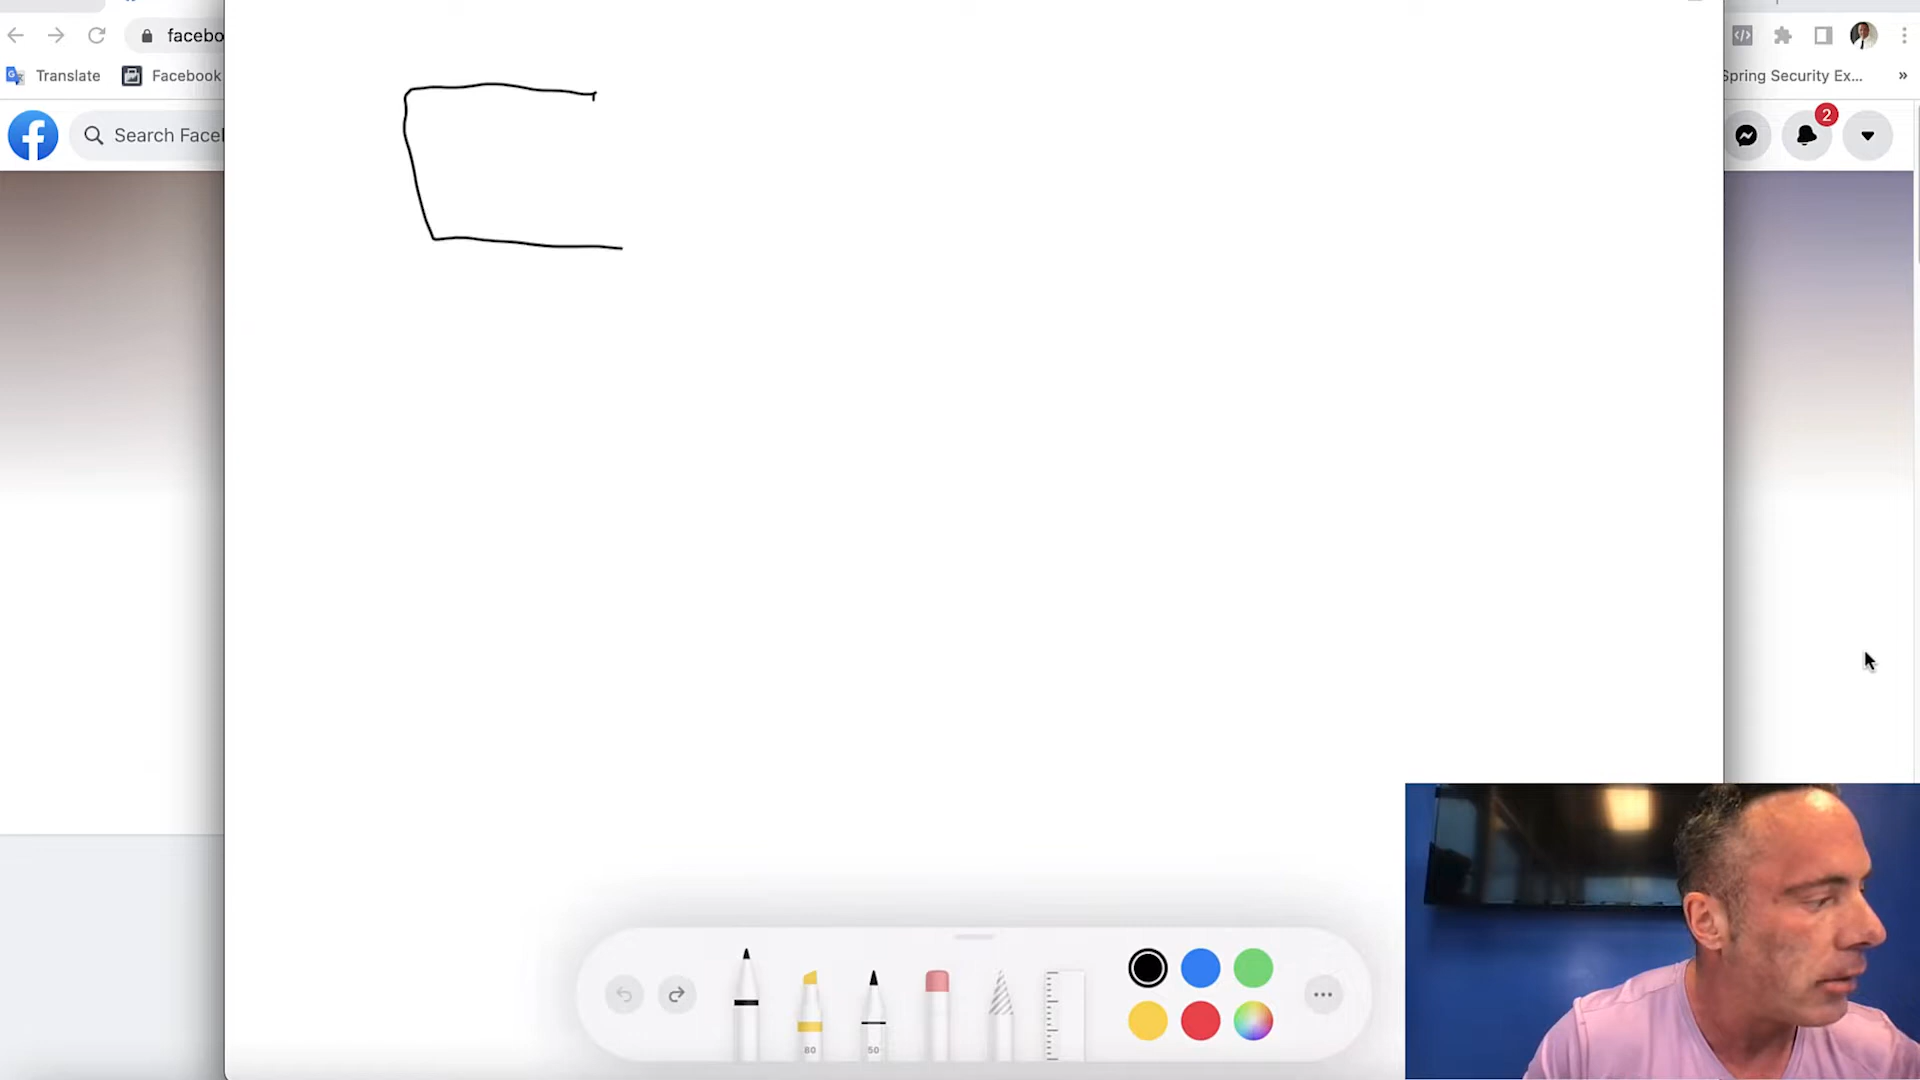 facebo
Translate
Facebook
Spring Security Ex...
»
Search Facel
2
80
50